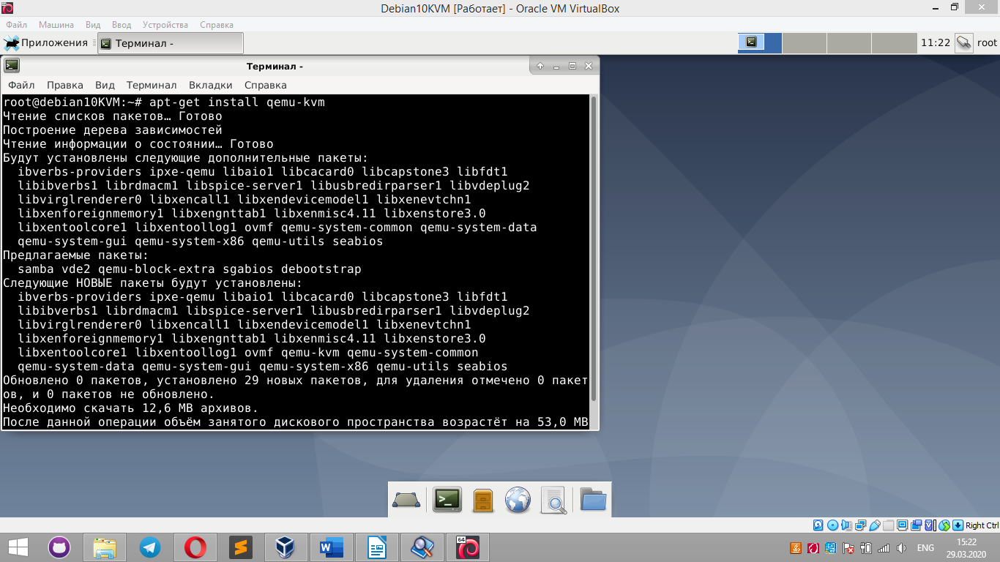 Debian10KVM [Работает] - Oracle VM VirtualBox
Файл Машина Вид Ввод Устройства Справка
Приложения Терминал - 11:22 root
Терминал -
Файл Правка Вид Терминал Вкладки Справка
root@debian10KVM:~# apt-get install qemu-kvm
Чтение списков пакетов… Готово
Построение дерева зависимостей
Чтение информации о состоянии… Готово
Будут установлены следующие дополнительные пакеты:
ibverbs-providers ipxe-qemu libaio1 libcacard0 libcapstone3 libfdt1
libibverbs1 librdmacm1 libspice-server1 libusbredirparser1 libvdeplug2
libvirglrenderer0 libxencall1 libxendevicemodel1 libxenevtchn1
libxenforeignmemory1 libxengnttab1 libxenmisc4.11 libxenstore3.0
libxentoolcore1 libxentoollog1 ovmf qemu-system-common qemu-system-data
qemu-system-gui qemu-system-x86 qemu-utils seabios
Предлагаемые пакеты:
samba vde2 qemu-block-extra sgabios debootstrap
Следующие НОВЫЕ пакеты будут установлены:
ibverbs-providers ipxe-qemu libaio1 libcacard0 libcapstone3 libfdt1
libibverbs1 librdmacm1 libspice-server1 libusbredirparser1 libvdeplug2
libvirglrenderer0 libxencall1 libxendevicemodel1 libxenevtchn1
libxenforeignmemory1 libxengnttab1 libxenmisc4.11 libxenstore3.0
libxentoolcore1 libxentoollog1 ovmf qemu-kvm qemu-system-common
qemu-system-data qemu-system-gui qemu-system-x86 qemu-utils seabios
Обновлено 0 пакетов, установлено 29 новых пакетов, для удаления отмечено 0 пакет
ов, и 0 пакетов не обновлено.
Необходимо скачать 12,6 MB архивов.
После данной операции объём занятого дискового пространства возрастёт на 53,0 MB
Right Ctrl
64
ENG
15:22
29.03.2020